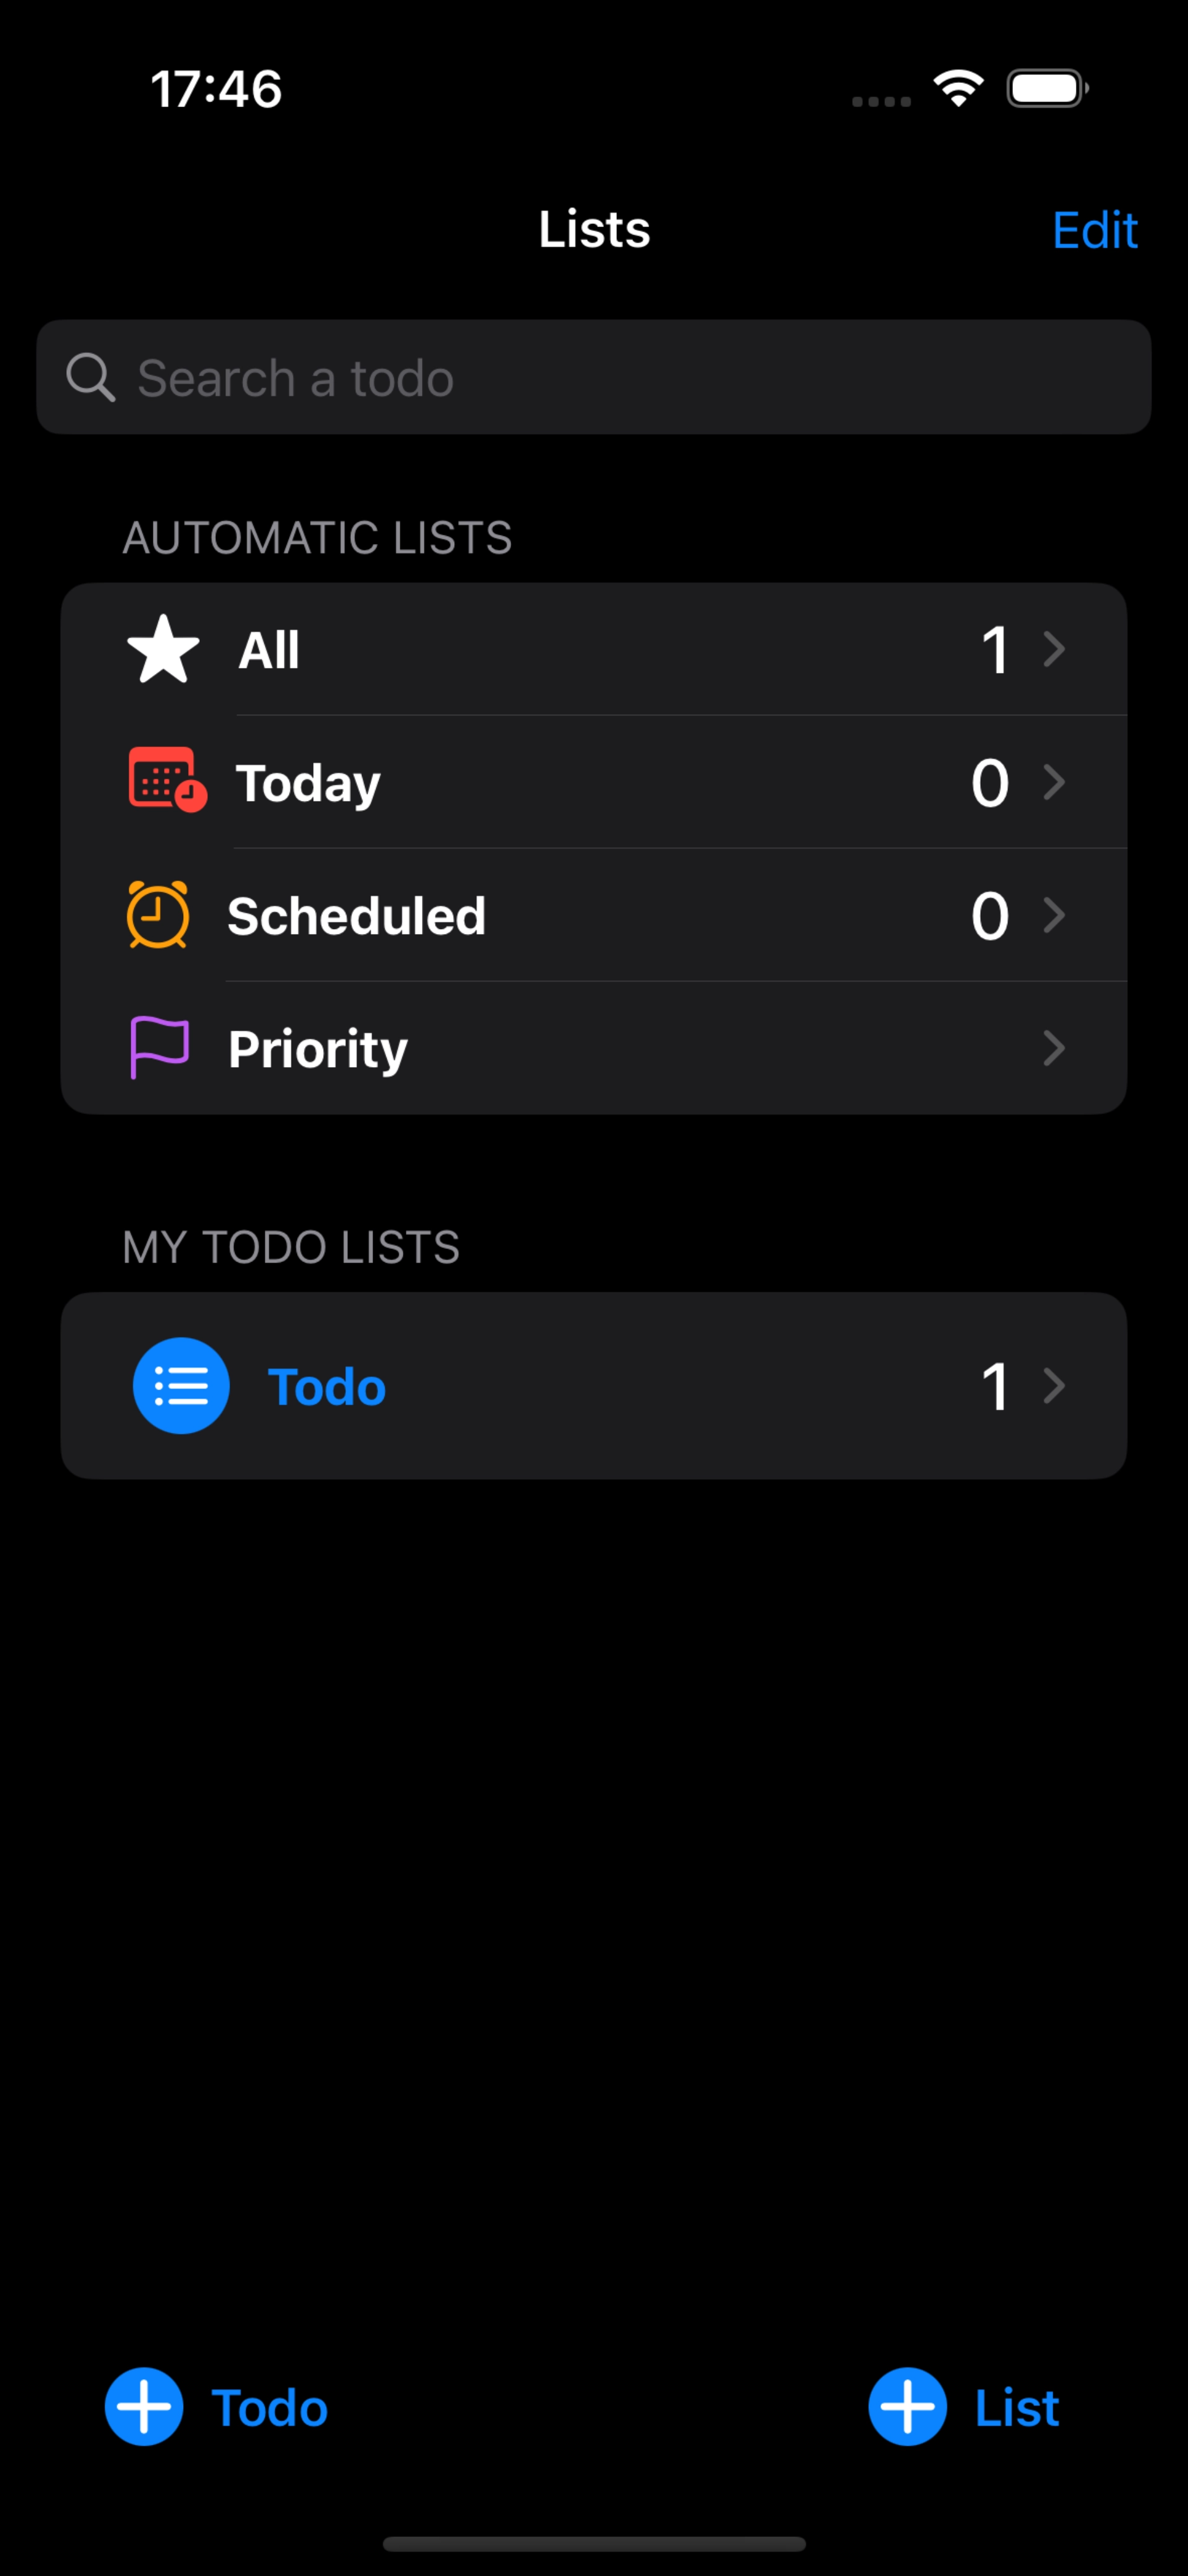 17:46
Lists
Edit
Search a todo
AUTOMATIC LISTS
All 1
Today 0
Scheduled 0
Priority
MY TODO LISTS
Todo 1
Todo
List